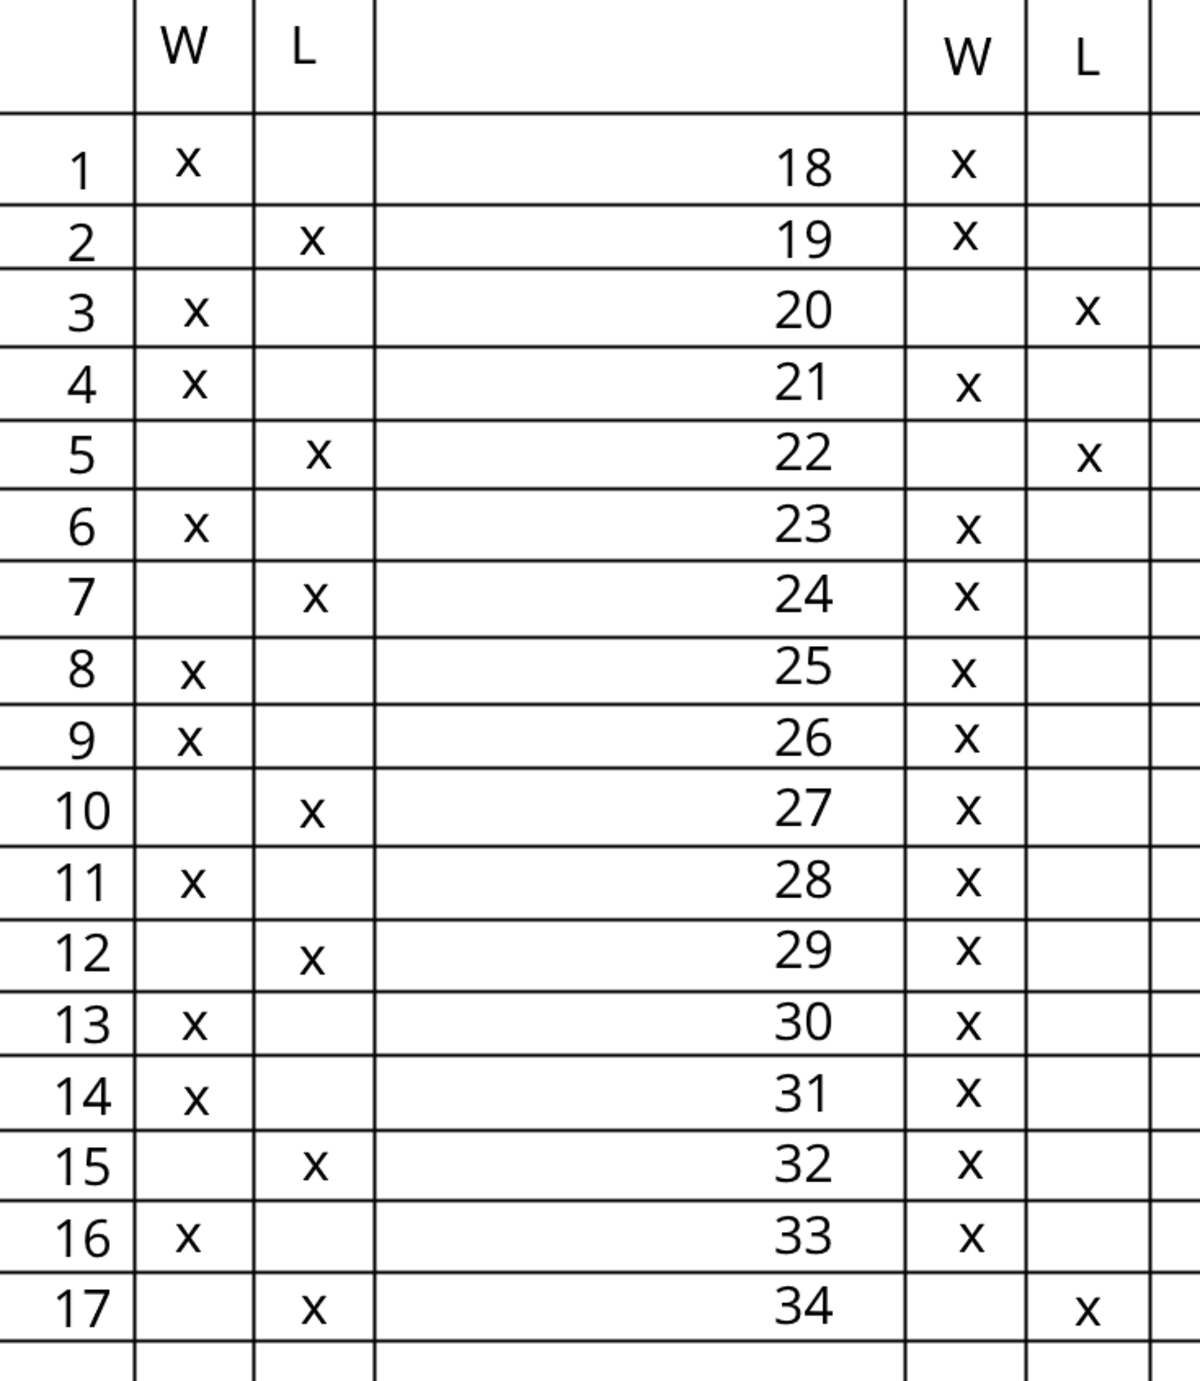 W L W L
1 x 18 x
2 x 19 x
3 x 20 x
4 x 21 x
5 x 22 x
6 x 23 x
7 x 24 x
8 x 25 x
9 x 26 x
10 x 27 x
11 x 28 x
12 x 29 x
13 x 30 x
14 x 31 x
15 x 32 x
16 x 33 x
17 x 34 x